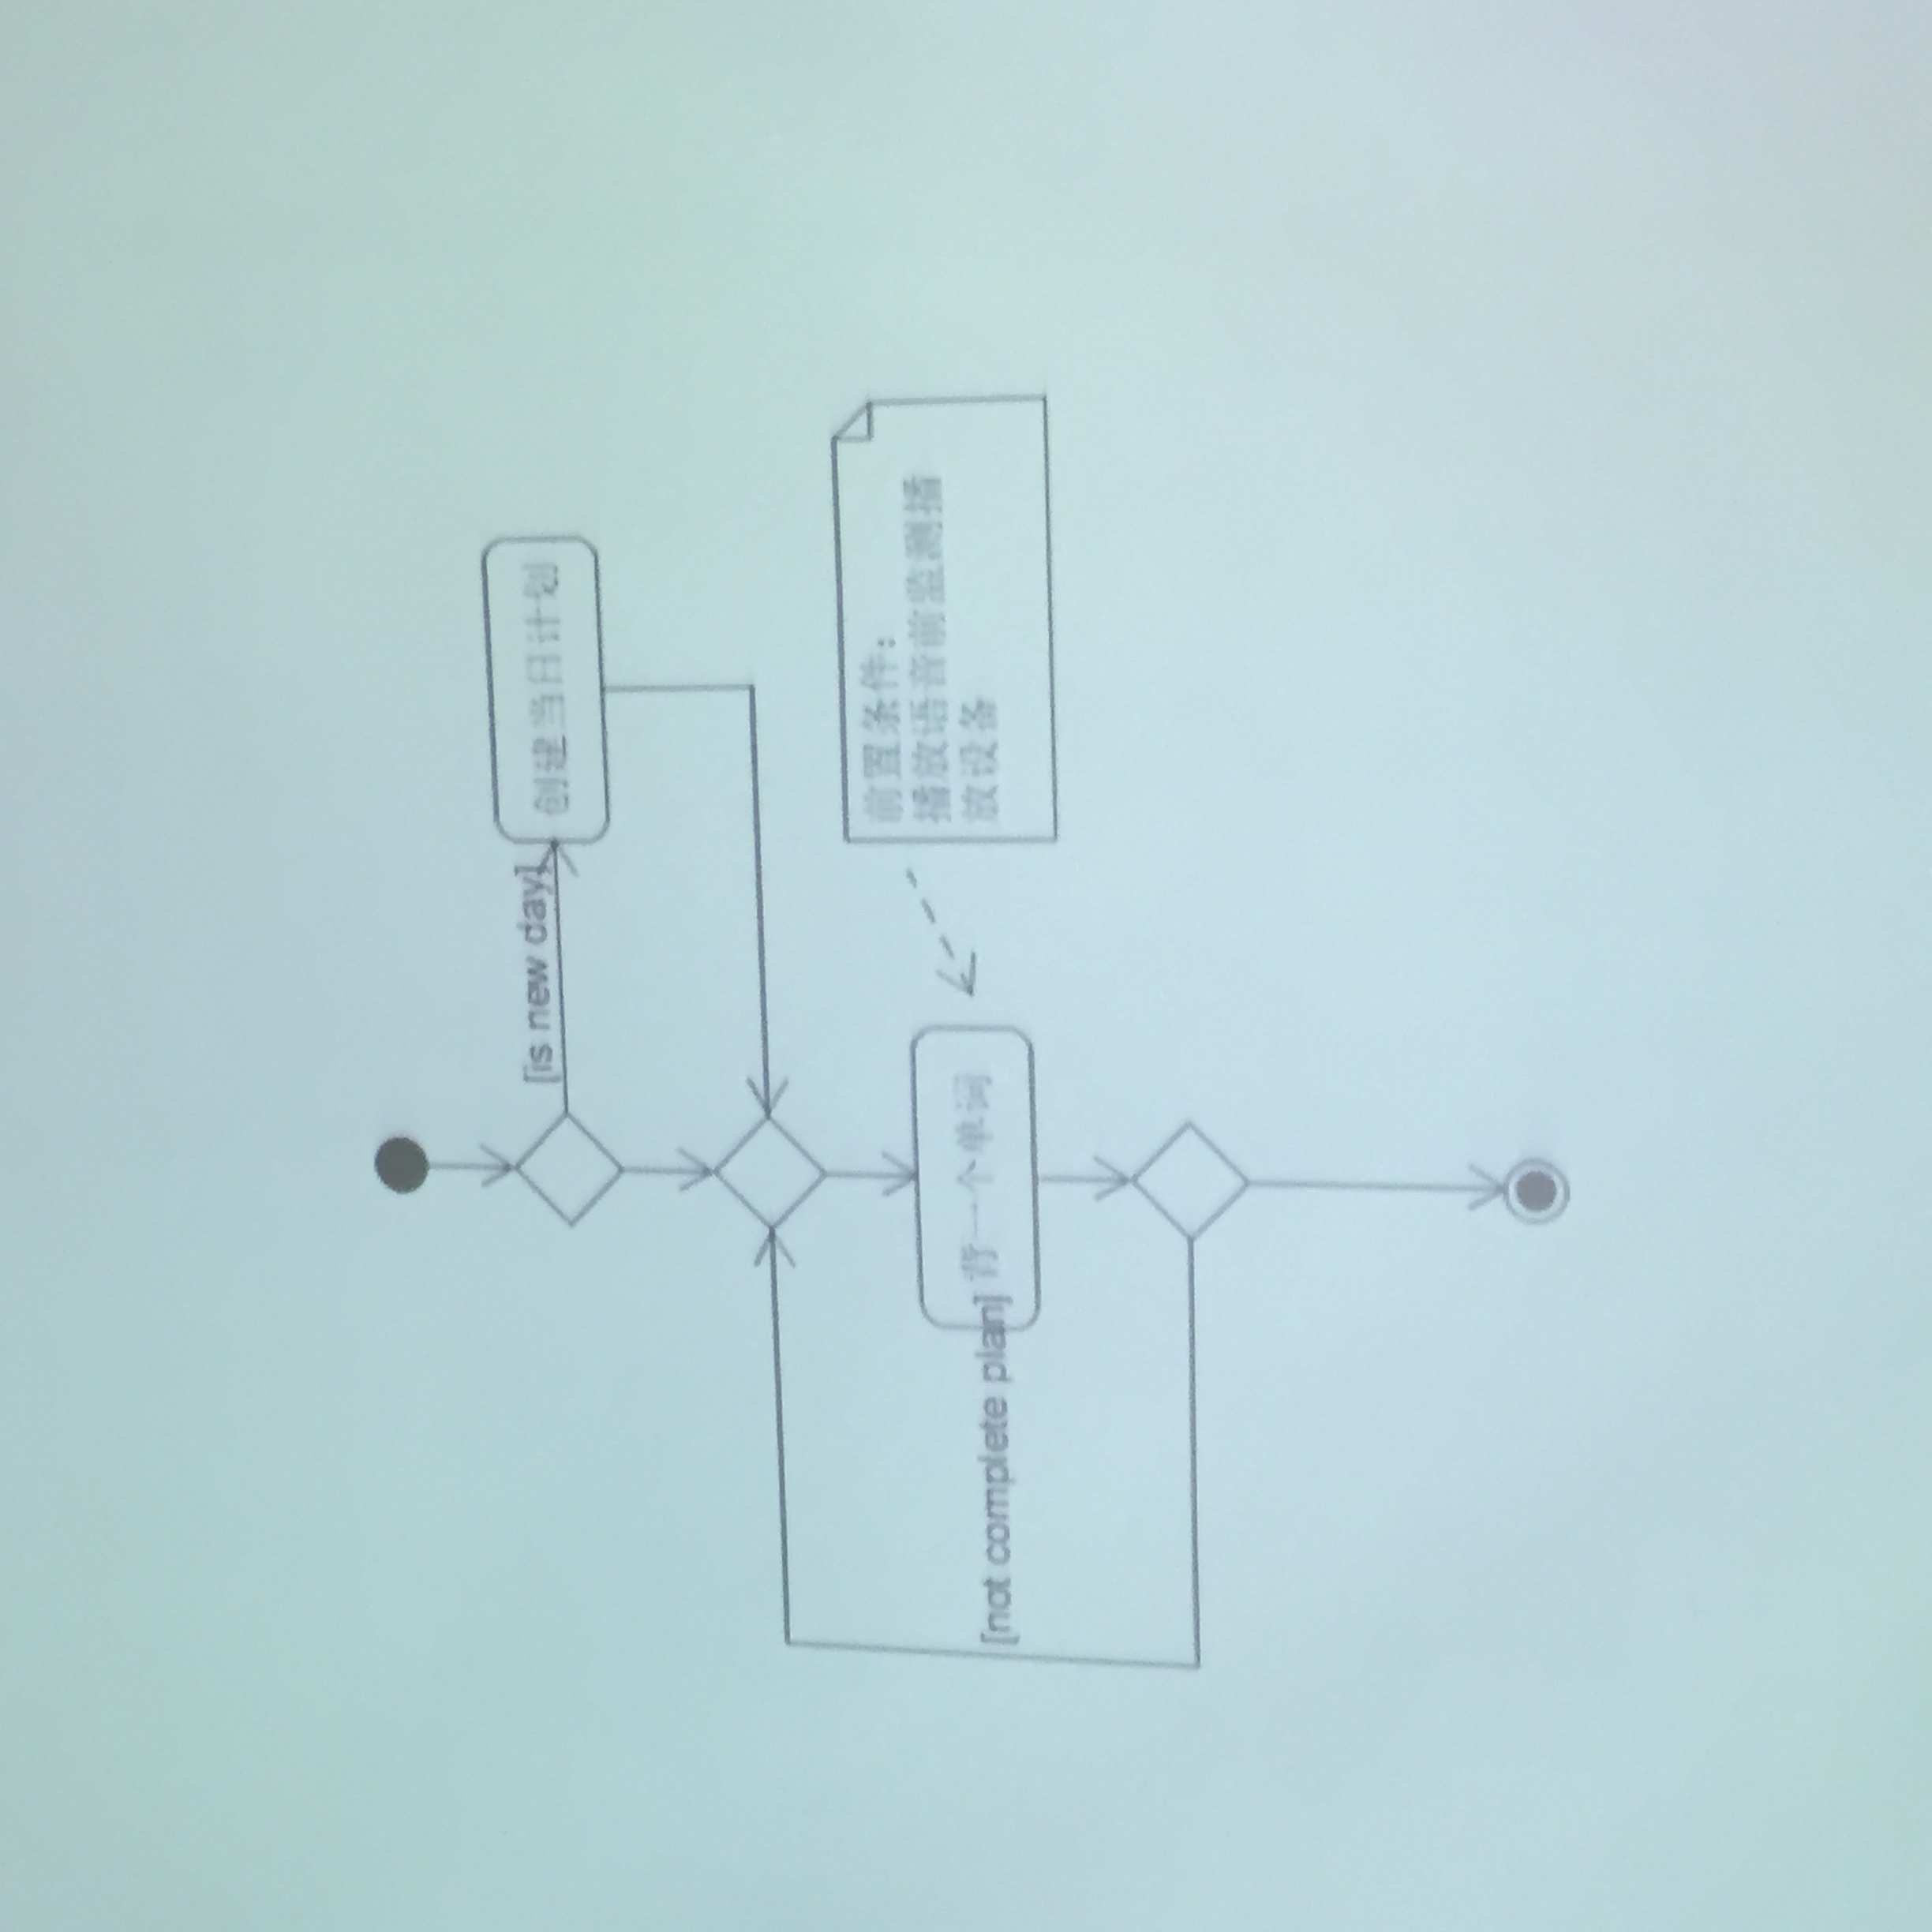 [is new day]
创建当日计划
前置条件：
播放语音前监测播
放设备
[not complete plan]
背一个单词